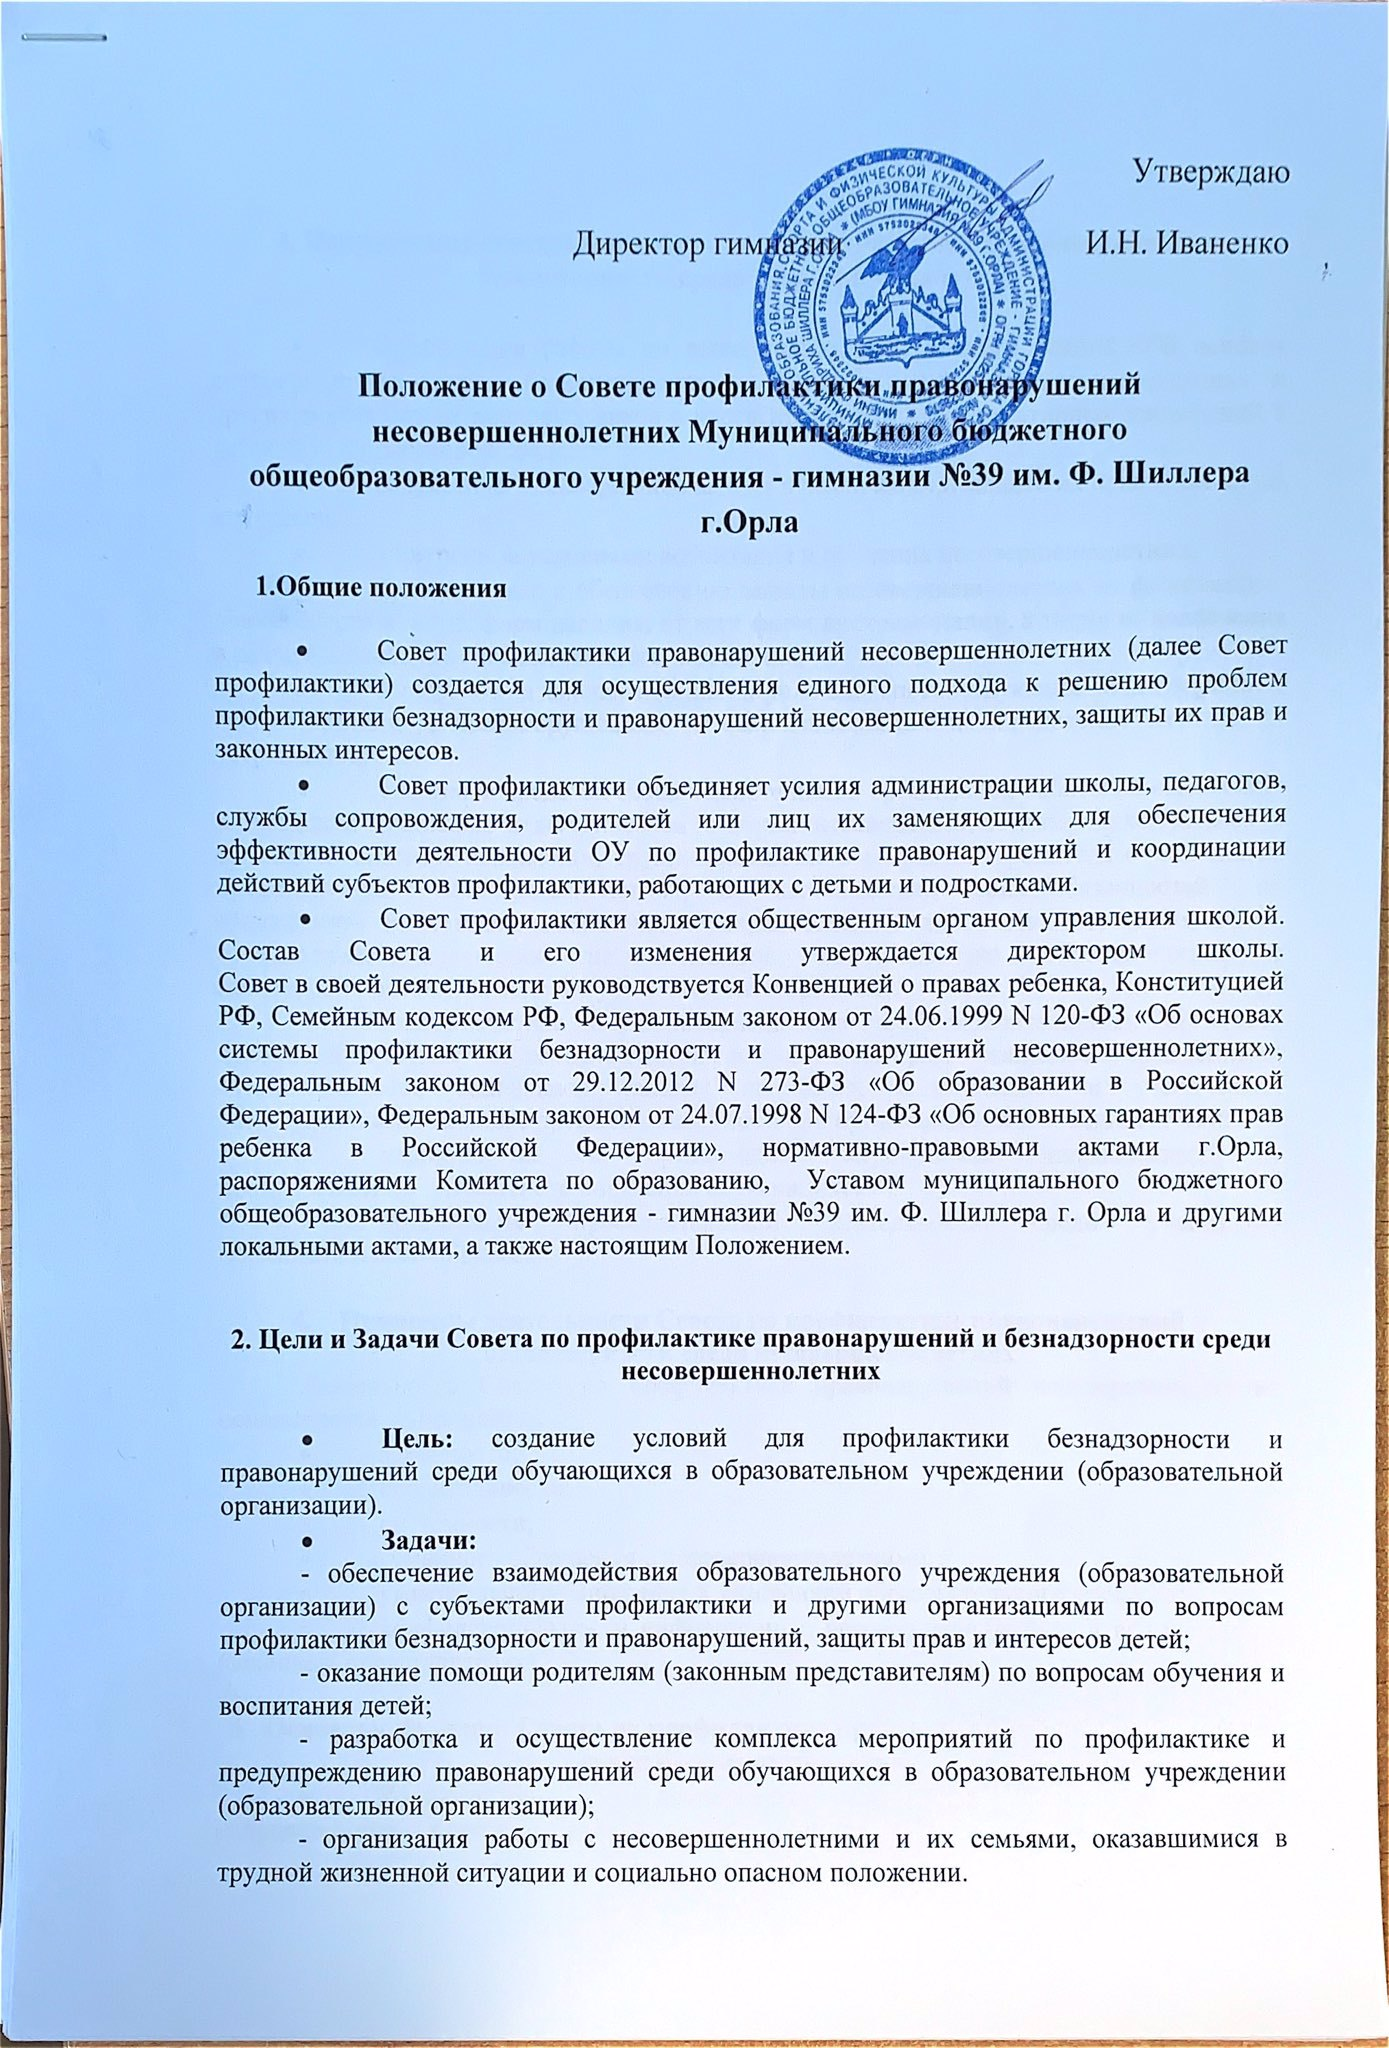 Утверждаю
Директор гимназии И.Н. Иваненко
Положение о Совете профилактики правонарушений
несовершеннолетних Муниципального бюджетного
общеобразовательного учреждения - гимназии №39 им. Ф. Шиллера
г.Орла
1.Общие положения
• Совет профилактики правонарушений несовершеннолетних (далее Совет
профилактики) создается для осуществления единого подхода к решению проблем
профилактики безнадзорности и правонарушений несовершеннолетних, защиты их прав и
законных интересов.
• Совет профилактики объединяет усилия администрации школы, педагогов,
службы сопровождения, родителей или лиц их заменяющих для обеспечения
эффективности деятельности ОУ по профилактике правонарушений и координации
действий субъектов профилактики, работающих с детьми и подростками.
• Совет профилактики является общественным органом управления школой.
Состав Совета и его изменения утверждается директором школы.
Совет в своей деятельности руководствуется Конвенцией о правах ребенка, Конституцией
РФ, Семейным кодексом РФ, Федеральным законом от 24.06.1999 N 120-ФЗ «Об основах
системы профилактики безнадзорности и правонарушений несовершеннолетних»,
Федеральным законом от 29.12.2012 N 273-ФЗ «Об образовании в Российской
Федерации», Федеральным законом от 24.07.1998 N 124-ФЗ «Об основных гарантиях прав
ребенка в Российской Федерации», нормативно-правовыми актами г.Орла,
распоряжениями Комитета по образованию, Уставом муниципального бюджетного
общеобразовательного учреждения - гимназии №39 им. Ф. Шиллера г. Орла и другими
локальными актами, а также настоящим Положением.
2. Цели и Задачи Совета по профилактике правонарушений и безнадзорности среди
несовершеннолетних
• Цель: создание условий для профилактики безнадзорности и
правонарушений среди обучающихся в образовательном учреждении (образовательной
организации).
• Задачи:
- обеспечение взаимодействия образовательного учреждения (образовательной
организации) с субъектами профилактики и другими организациями по вопросам
профилактики безнадзорности и правонарушений, защиты прав и интересов детей;
- оказание помощи родителям (законным представителям) по вопросам обучения и
воспитания детей;
- разработка и осуществление комплекса мероприятий по профилактике и
предупреждению правонарушений среди обучающихся в образовательном учреждении
(образовательной организации);
- организация работы с несовершеннолетними и их семьями, оказавшимися в
трудной жизненной ситуации и социально опасном положении.